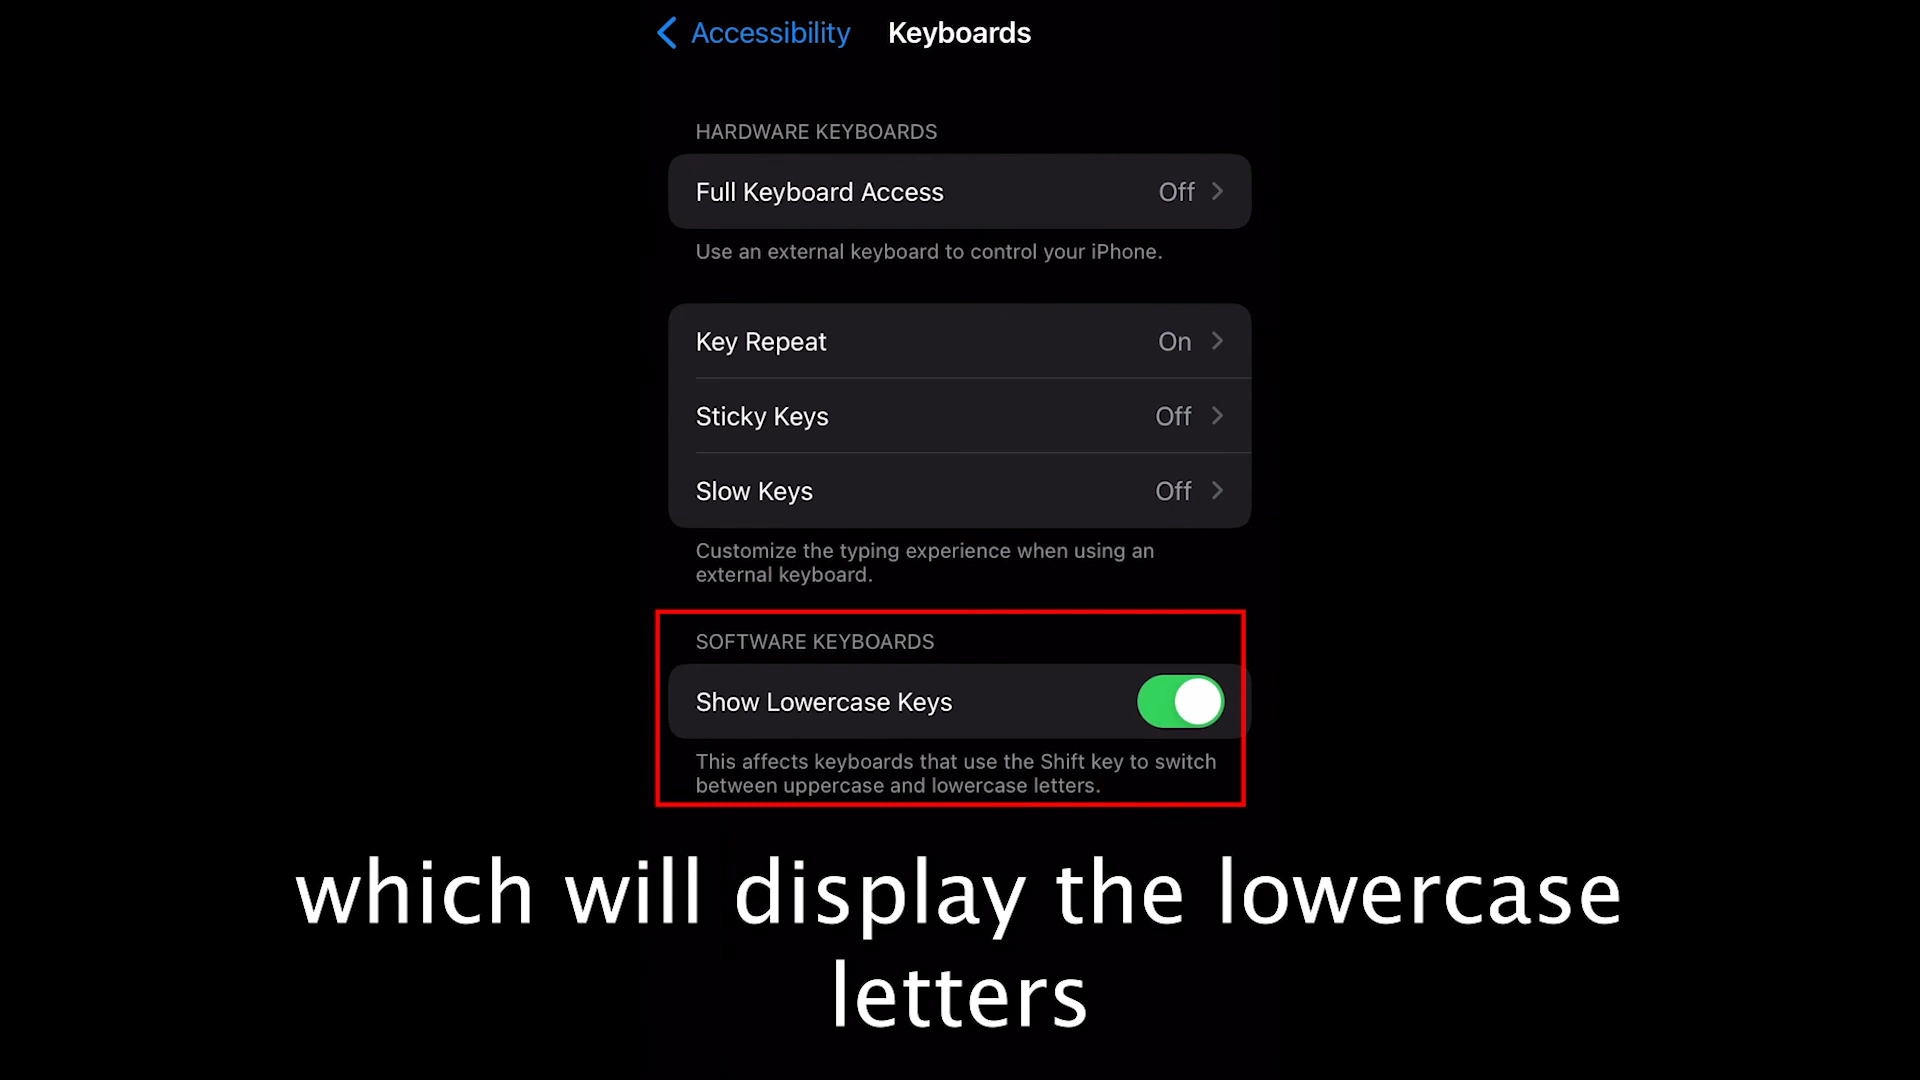 Accessibility Keyboards
HARDWARE KEYBOARDS
Full Keyboard Access Off
Use an external keyboard to control your iPhone.
Key Repeat On
Sticky Keys Off
Slow Keys Off
Customize the typing experience when using an
external keyboard.
SOFTWARE KEYBOARDS
Show Lowercase Keys
This affects keyboards that use the Shift key to switch
between uppercase and lowercase letters.
which will display the lowercase
letters